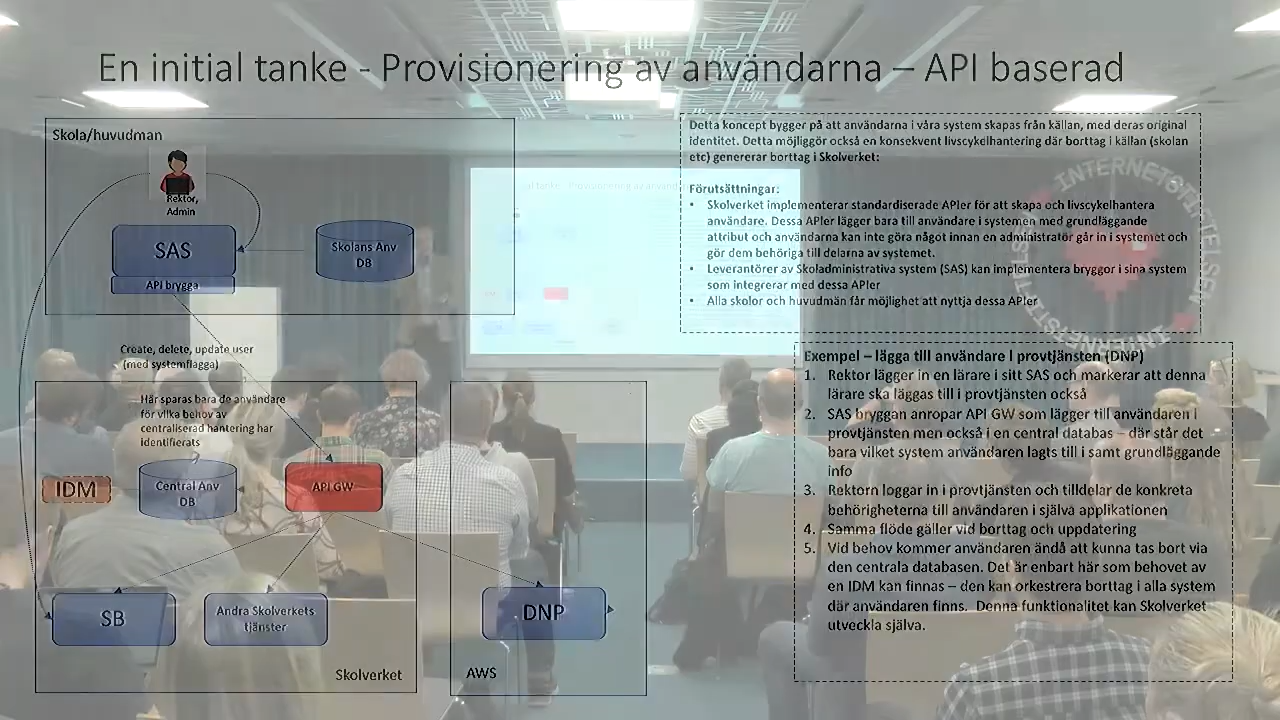 En initial tanke - Provisionering av användarna – API baserad
Skola/huvudman
Rektor,
Admin
SAS
API brygga
Skolans Anv
DB
Create, delete, update user
(med systemflagga)
Här sparas bara de användare
för vilka behov av
centraliserad hantering har
identifierats
IDM
Central Anv
DB
API GW
SB
Andra Skolverkets
tjänster
Skolverket
DNP
AWS
Detta koncept bygger på att användarna i våra system skapas från källan, med deras original
identitet. Detta möjliggör också en konsekvent livscykelhantering där borttag i källan (skolan
etc) genererar borttag i Skolverket:
Förutsättningar:
• Skolverket implementerar standardiserade APIer för att skapa och livscykelhantera
användare. Dessa APIer lägger bara till användare i systemen med grundläggande
attribut och användarna kan inte göra något innan en administratör går in i systemet och
gör dem behöriga till delarna av systemet.
• Leverantörer av Skoladministrativa system (SAS) kan implementera bryggor i sina system
som integrerar med dessa APIer
• Alla skolor och huvudmän får möjlighet att nyttja dessa APIer
Exempel – lägga till användare i provtjänsten (DNP)
1. Rektor lägger in en lärare i sitt SAS och markerar att denna
lärare ska läggas till i provtjänsten också
2. SAS bryggan anropar API GW som lägger till användaren i
provtjänsten men också i en central databas – där står det
bara vilket system användaren lagts till i samt grundläggande
info
3. Rektorn loggar in i provtjänsten och tilldelar de konkreta
behörigheterna till användaren i själva applikationen
4. Samma flöde gäller vid borttag och uppdatering
5. Vid behov kommer användaren ändå att kunna tas bort via
den centrala databasen. Det är enbart här som behovet av
en IDM kan finnas – den kan orkestrera borttag i alla system
där användaren finns. Denna funktionalitet kan Skolverket
utveckla själva.
INTERNETSTIFTELSEN
INTERNETSTIFTELSEN